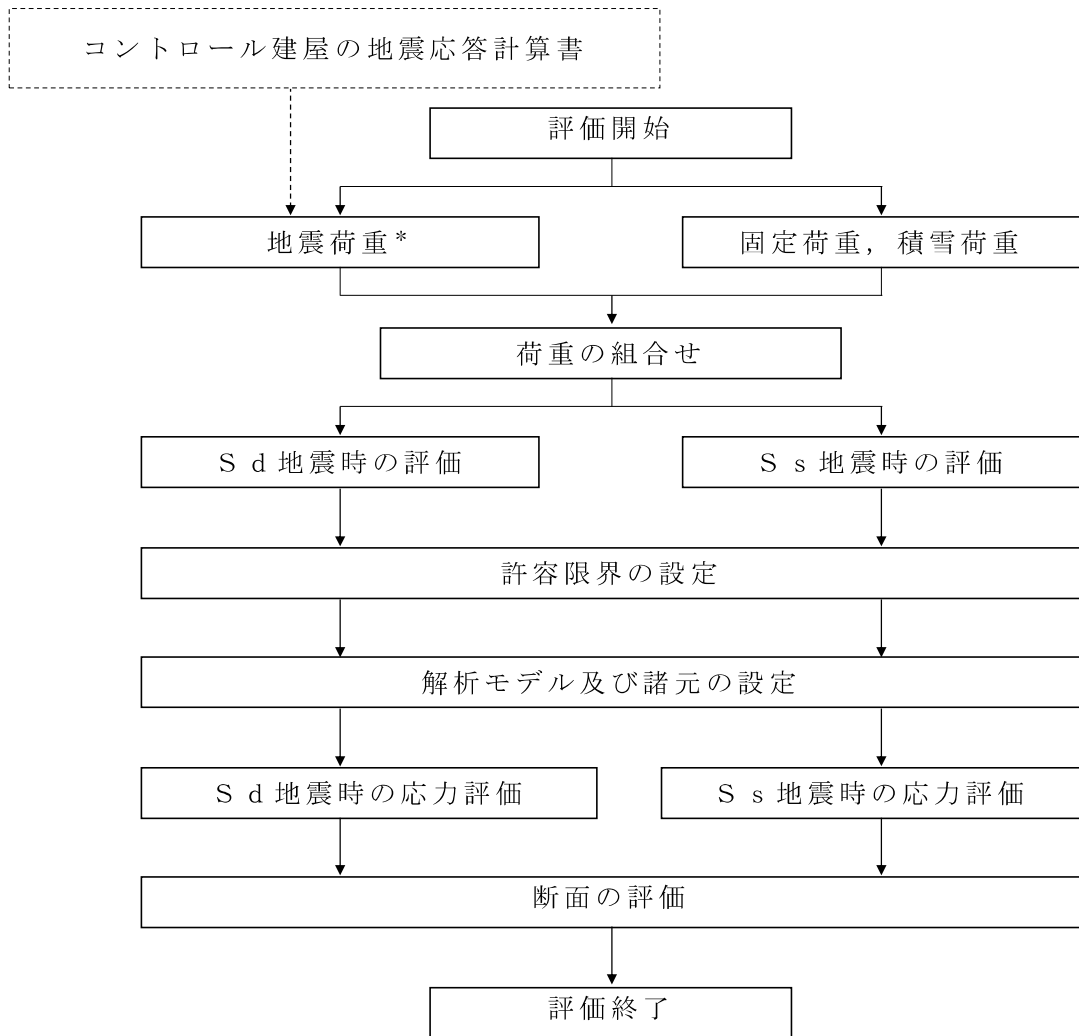 コントロール建屋の地震応答計算書
評価開始
地震荷重*
固定荷重，積雪荷重
荷重の組合せ
Ｓｄ地震時の評価
Ｓｓ地震時の評価
許容限界の設定
解析モデル及び諸元の設定
Ｓｄ地震時の応力評価
Ｓｓ地震時の応力評価
断面の評価
評価終了